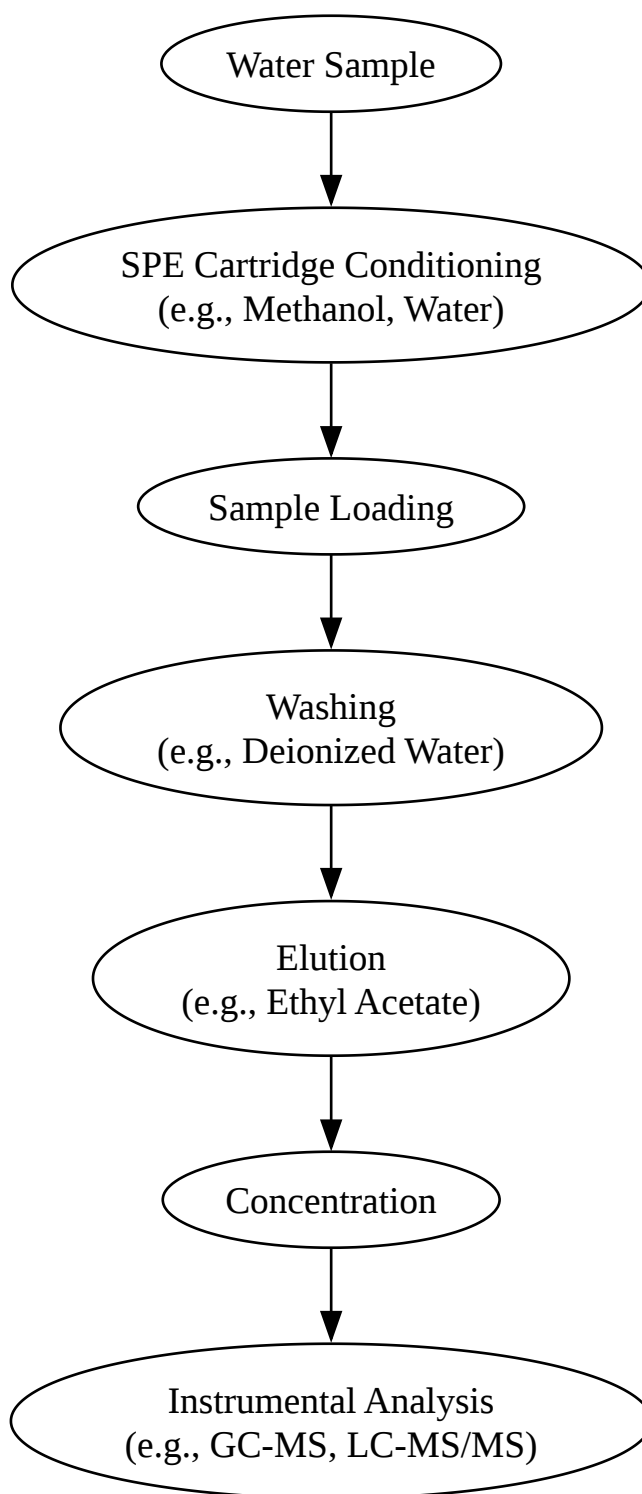 Water Sample
SPE Cartridge Conditioning
(e.g., Methanol, Water)
Sample Loading
Washing
(e.g., Deionized Water)
Elution
(e.g., Ethyl Acetate)
Concentration
Instrumental Analysis
(e.g., GC-MS, LC-MS/MS)